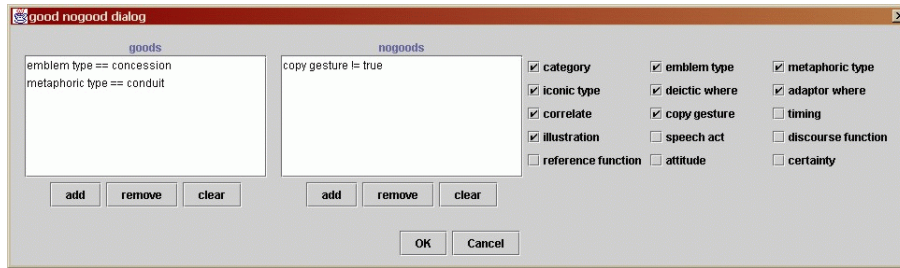 good nogood dialog
goods
emblem type == concession
metaphoric type == conduit
add remove clear
nogoods
copy gesture != true
add remove clear
category emblem type metaphoric type
iconic type deictic where adaptor where
correlate copy gesture timing
illustration speech act discourse function
reference function attitude certainty
OK Cancel